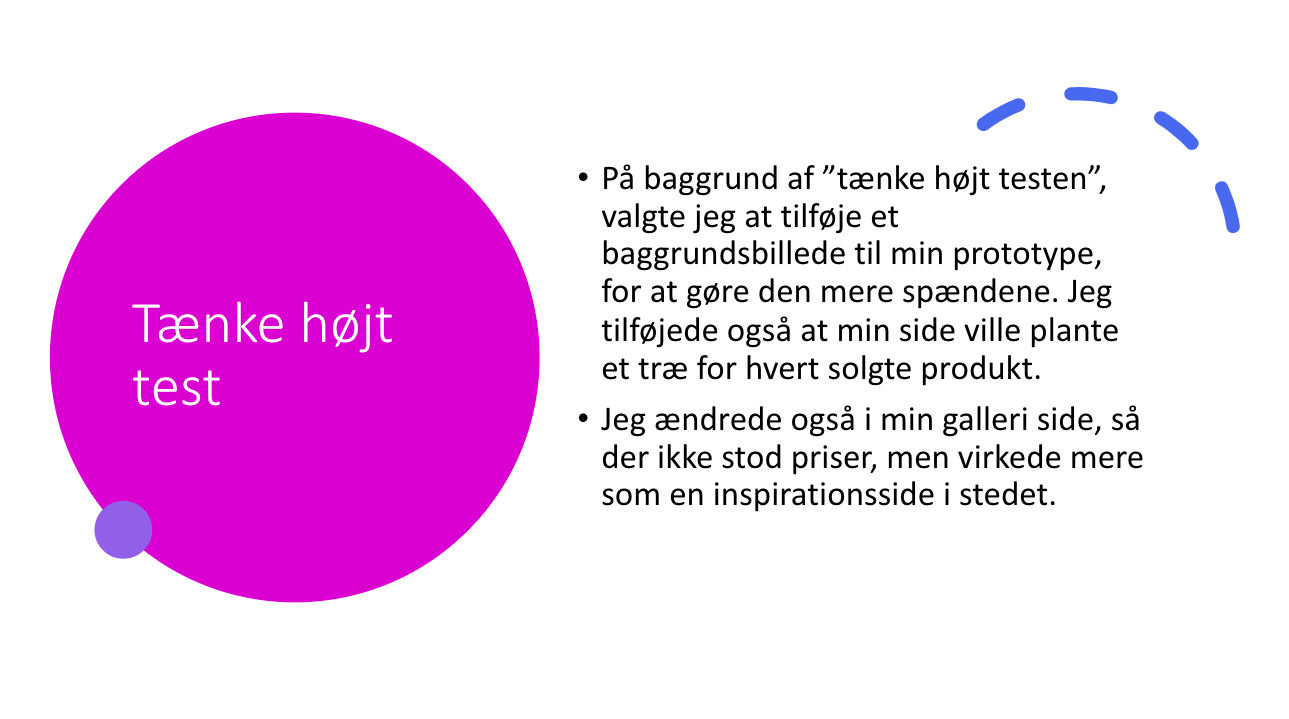 Tænke højt
test
• På baggrund af ”tænke højt testen”,
valgte jeg at tilføje et
baggrundsbillede til min prototype,
for at gøre den mere spændene. Jeg
tilføjede også at min side ville plante
et træ for hvert solgte produkt.
• Jeg ændrede også i min galleri side, så
der ikke stod priser, men virkede mere
som en inspirationsside i stedet.